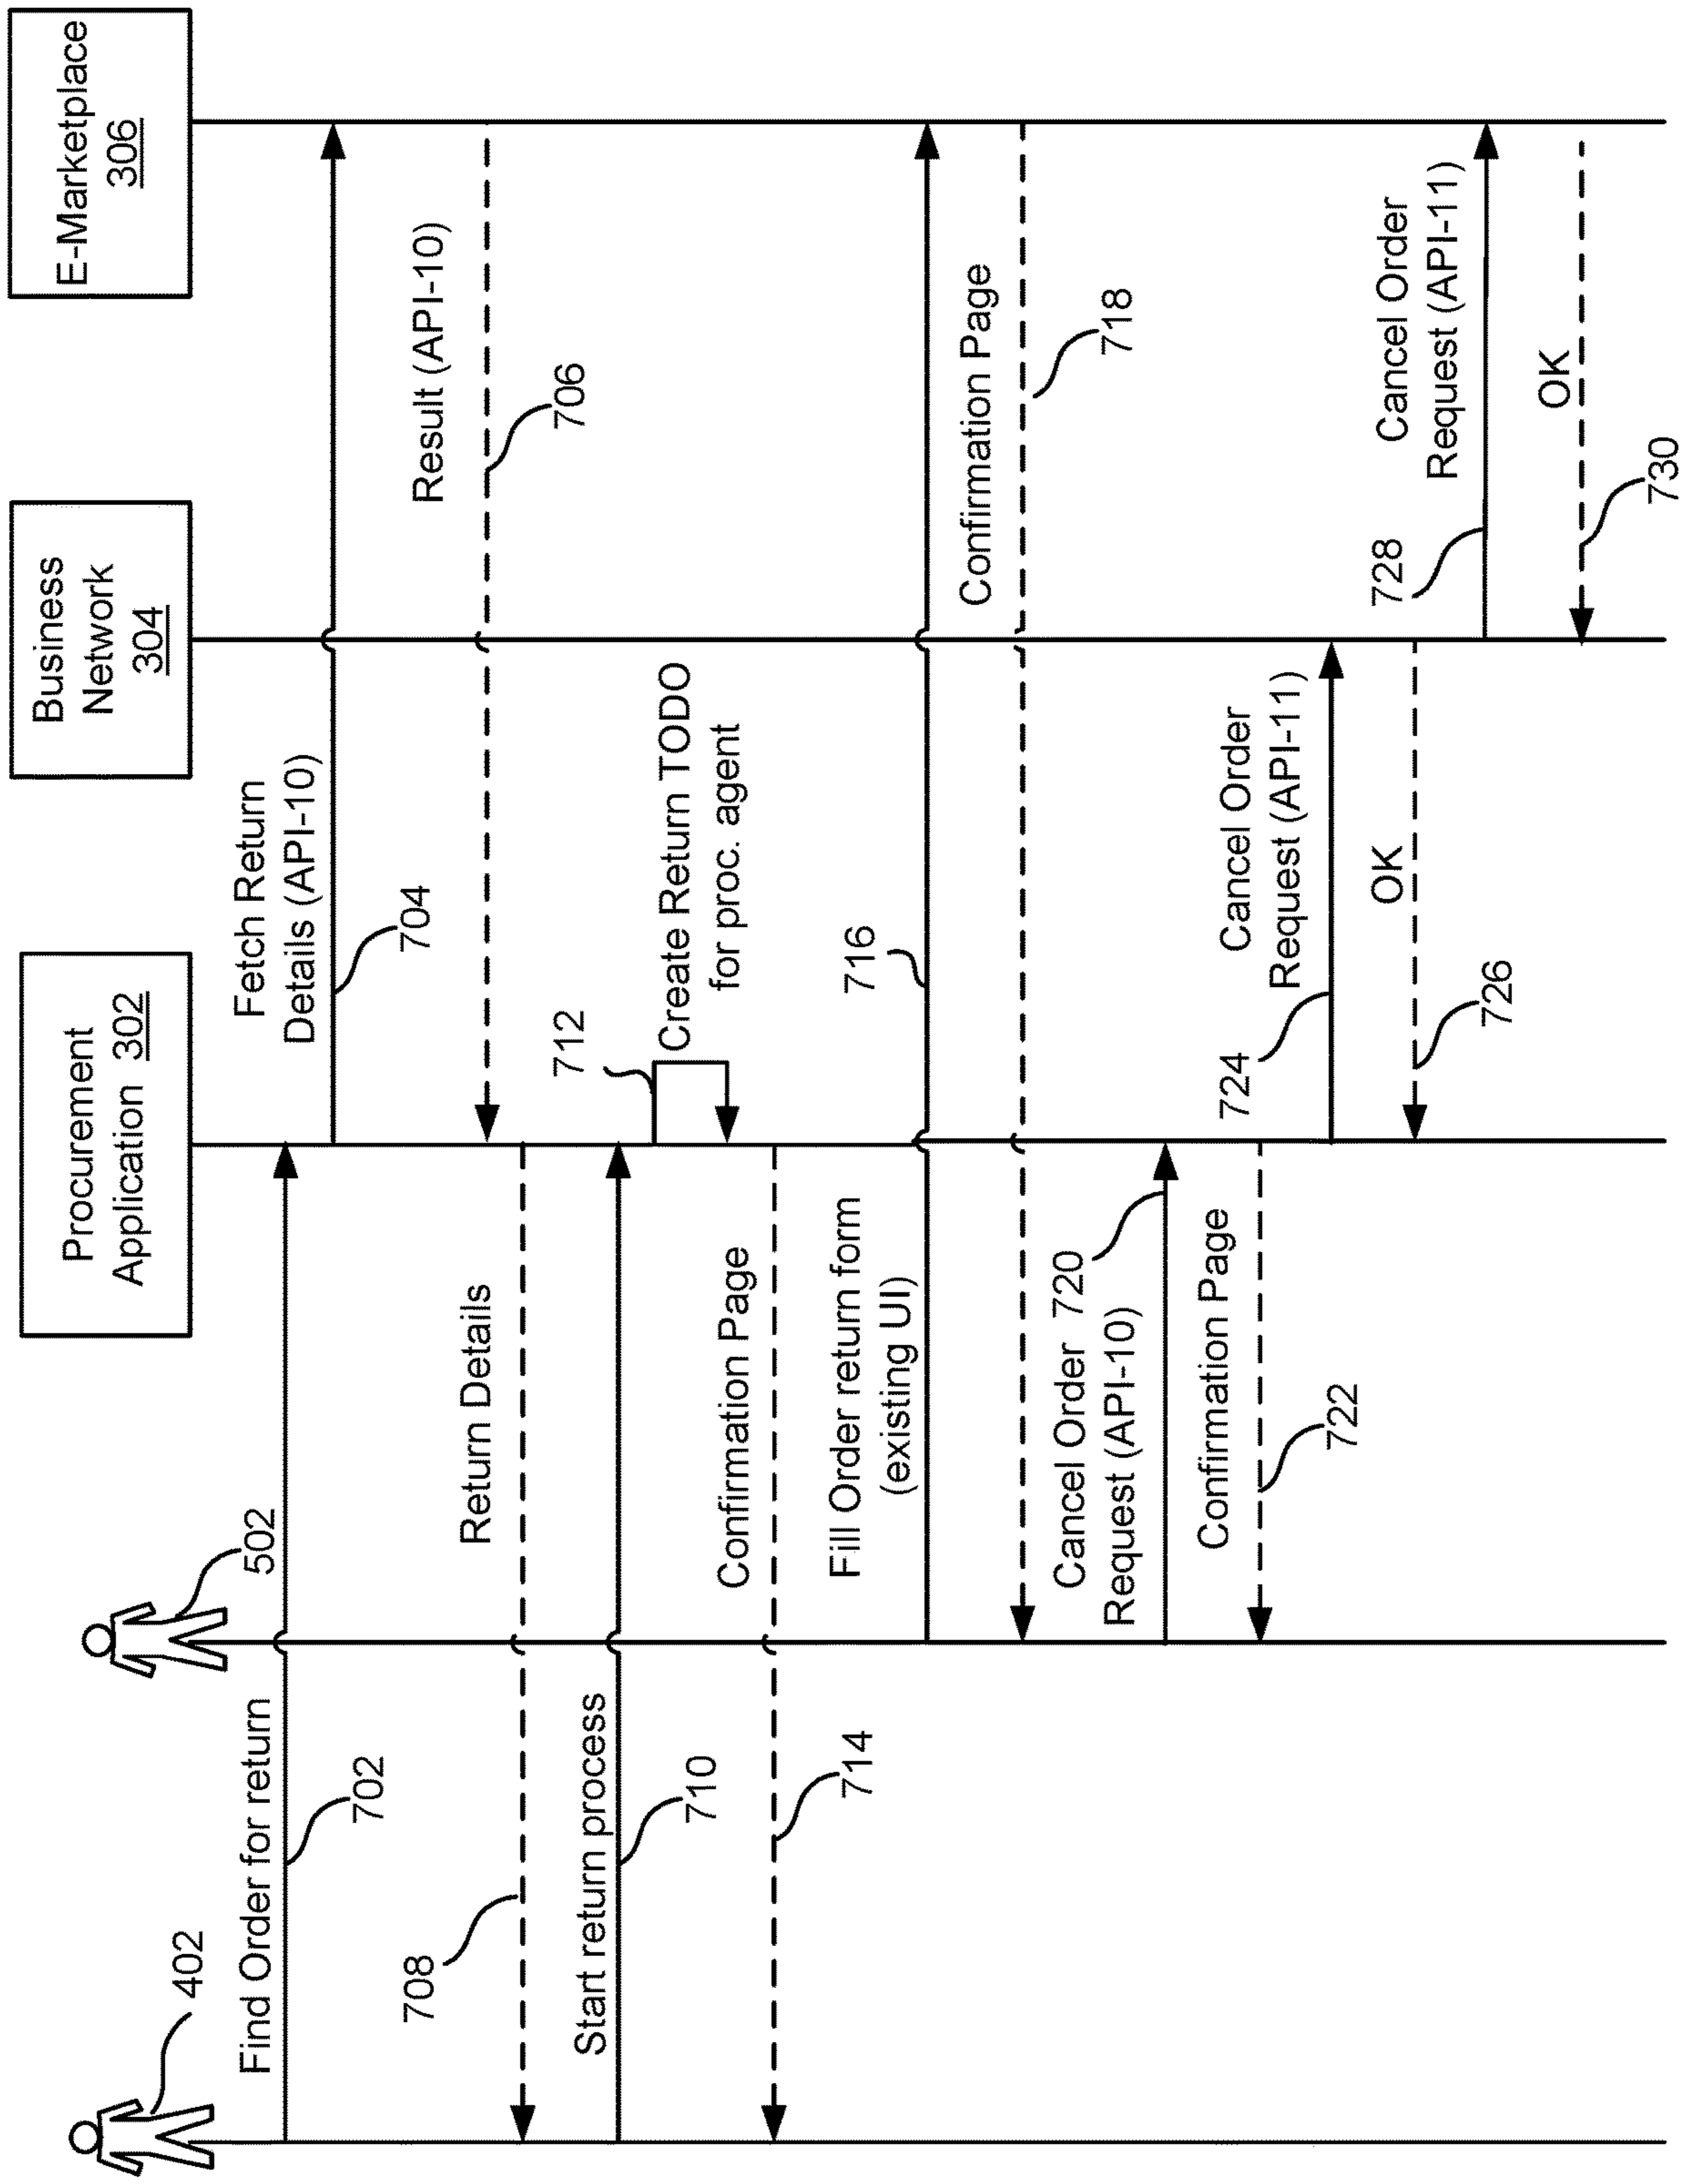 402
502
Procurement
Application 302
Business
Network
304
E-Marketplace
306
Find Order for return
702
Fetch Return
Details (API-10)
704
Result (API-10)
706
Return Details
708
Start return process
710
712
Create Return TODO
for proc. agent
Confirmation Page
714
Fill Order return form
(existing UI)
716
Confirmation Page
718
Cancel Order 720
Request (API-10)
Confirmation Page
722
Cancel Order
Request (API-11)
724
OK
726
Cancel Order
Request (API-11)
728
OK
730